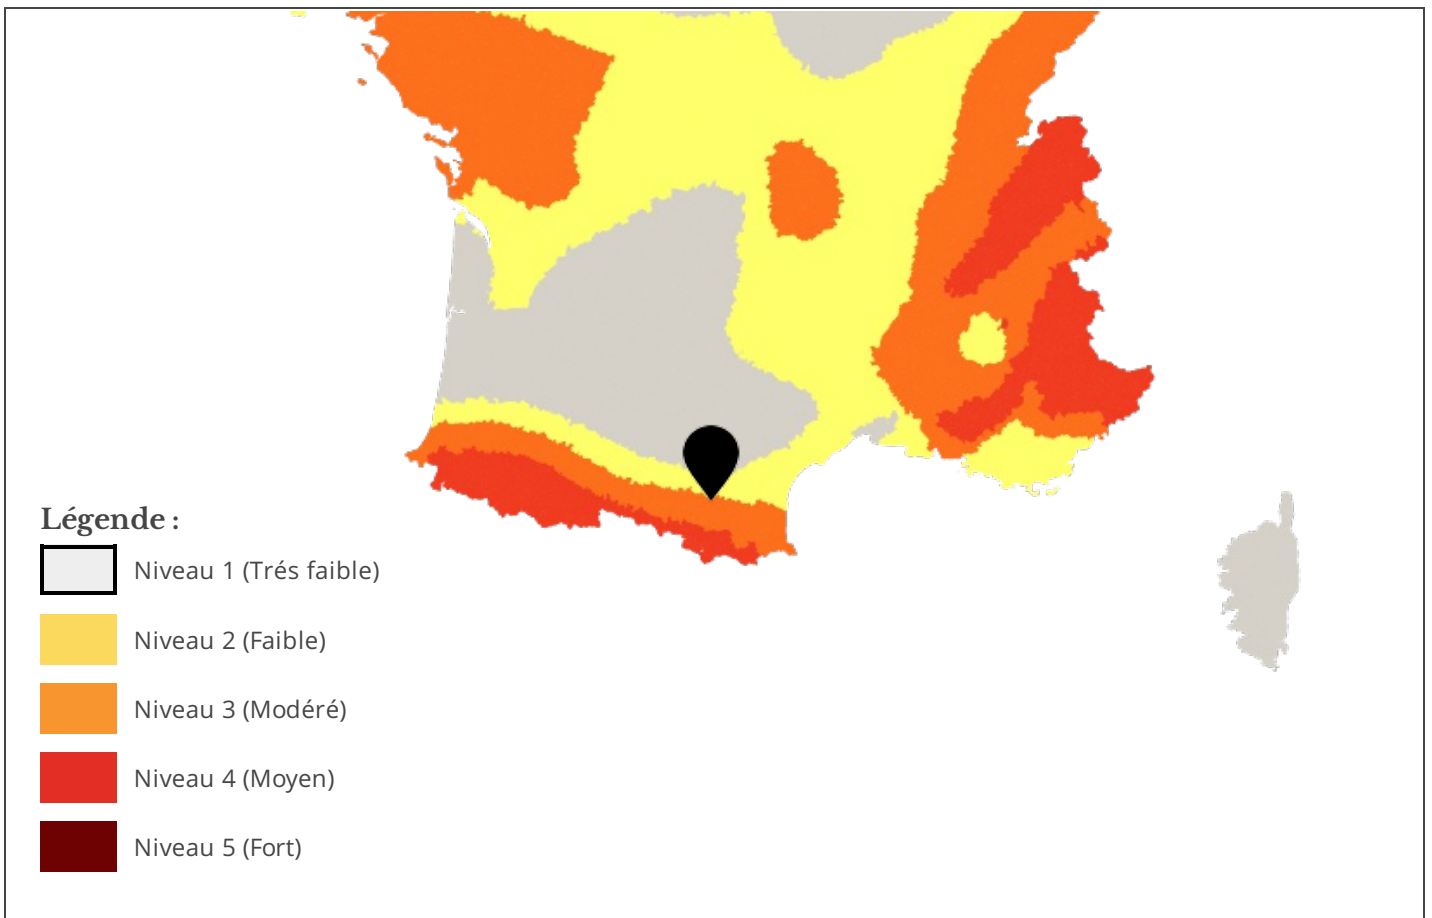 Légende :
Niveau 1 (Trés faible)
Niveau 2 (Faible)
Niveau 3 (Modéré)
Niveau 4 (Moyen)
Niveau 5 (Fort)